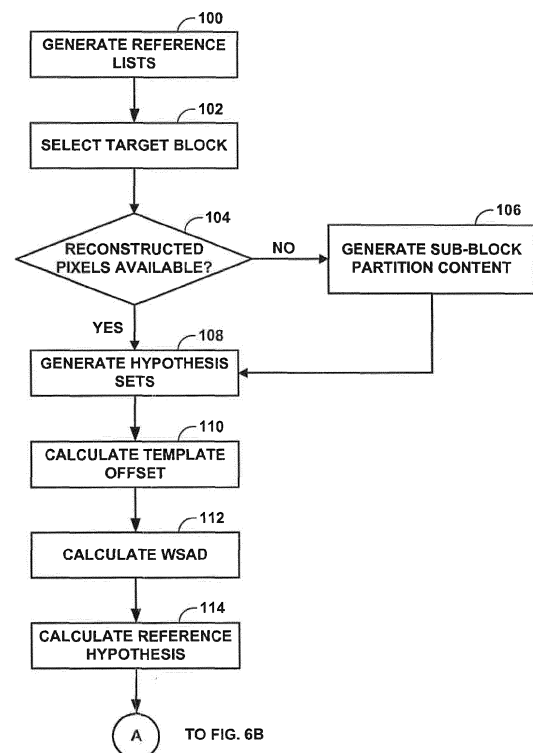 100
GENERATE REFERENCE
LISTS
102
SELECT TARGET BLOCK
104
RECONSTRUCTED
PIXELS AVAILABLE?
NO
106
GENERATE SUB-BLOCK
PARTITION CONTENT
YES
108
GENERATE HYPOTHESIS
SETS
110
CALCULATE TEMPLATE
OFFSET
112
CALCULATE WSAD
114
CALCULATE REFERENCE
HYPOTHESIS
A
TO FIG. 6B